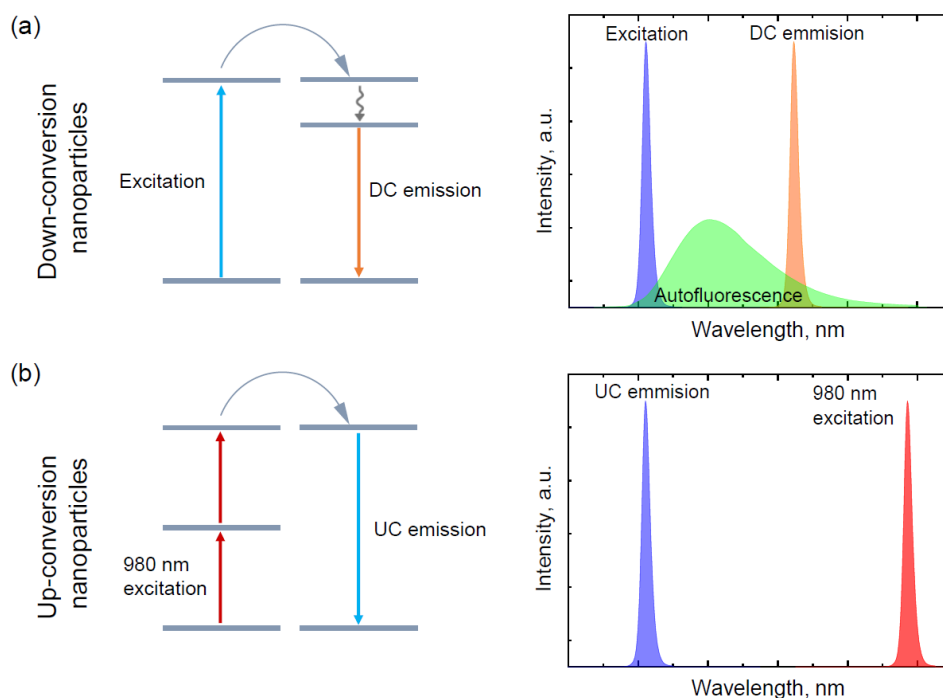 (a)
Down-conversion
nanoparticles
Excitation
DC emission
Excitation
DC emmision
Autofluorescence
Intensity, a.u.
Wavelength, nm
(b)
Up-conversion
nanoparticles
980 nm
excitation
UC emission
UC emmision
980 nm
excitation
Intensity, a.u.
Wavelength, nm